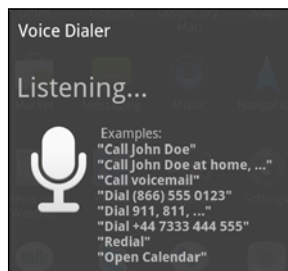 Voice Dialer
Listening...
Examples:
"Call John Doe"
"Call John Doe at home, ..."
"Call voicemail"
"Dial (866) 555 0123"
"Dial 911, 811, ..."
"Dial +44 7333 444 555"
"Redial"
"Open Calendar"